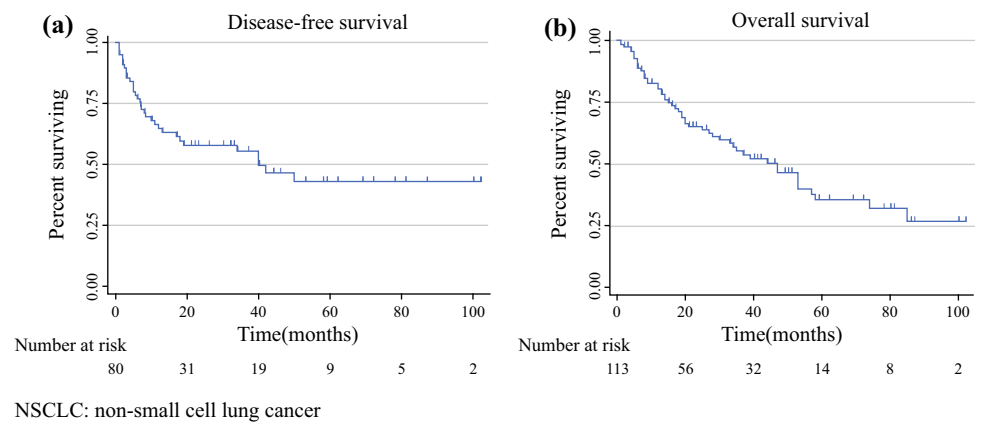 (a) Disease-free survival
Percent surviving
1.00
0.75
0.50
0.25
0.00
0 20 40 60 80 100
Time(months)
Number at risk
80 31 19 9 5 2
(b) Overall survival
Percent surviving
1.00
0.75
0.50
0.25
0.00
0 20 40 60 80 100
Time(months)
Number at risk
113 56 32 14 8 2
NSCLC: non-small cell lung cancer